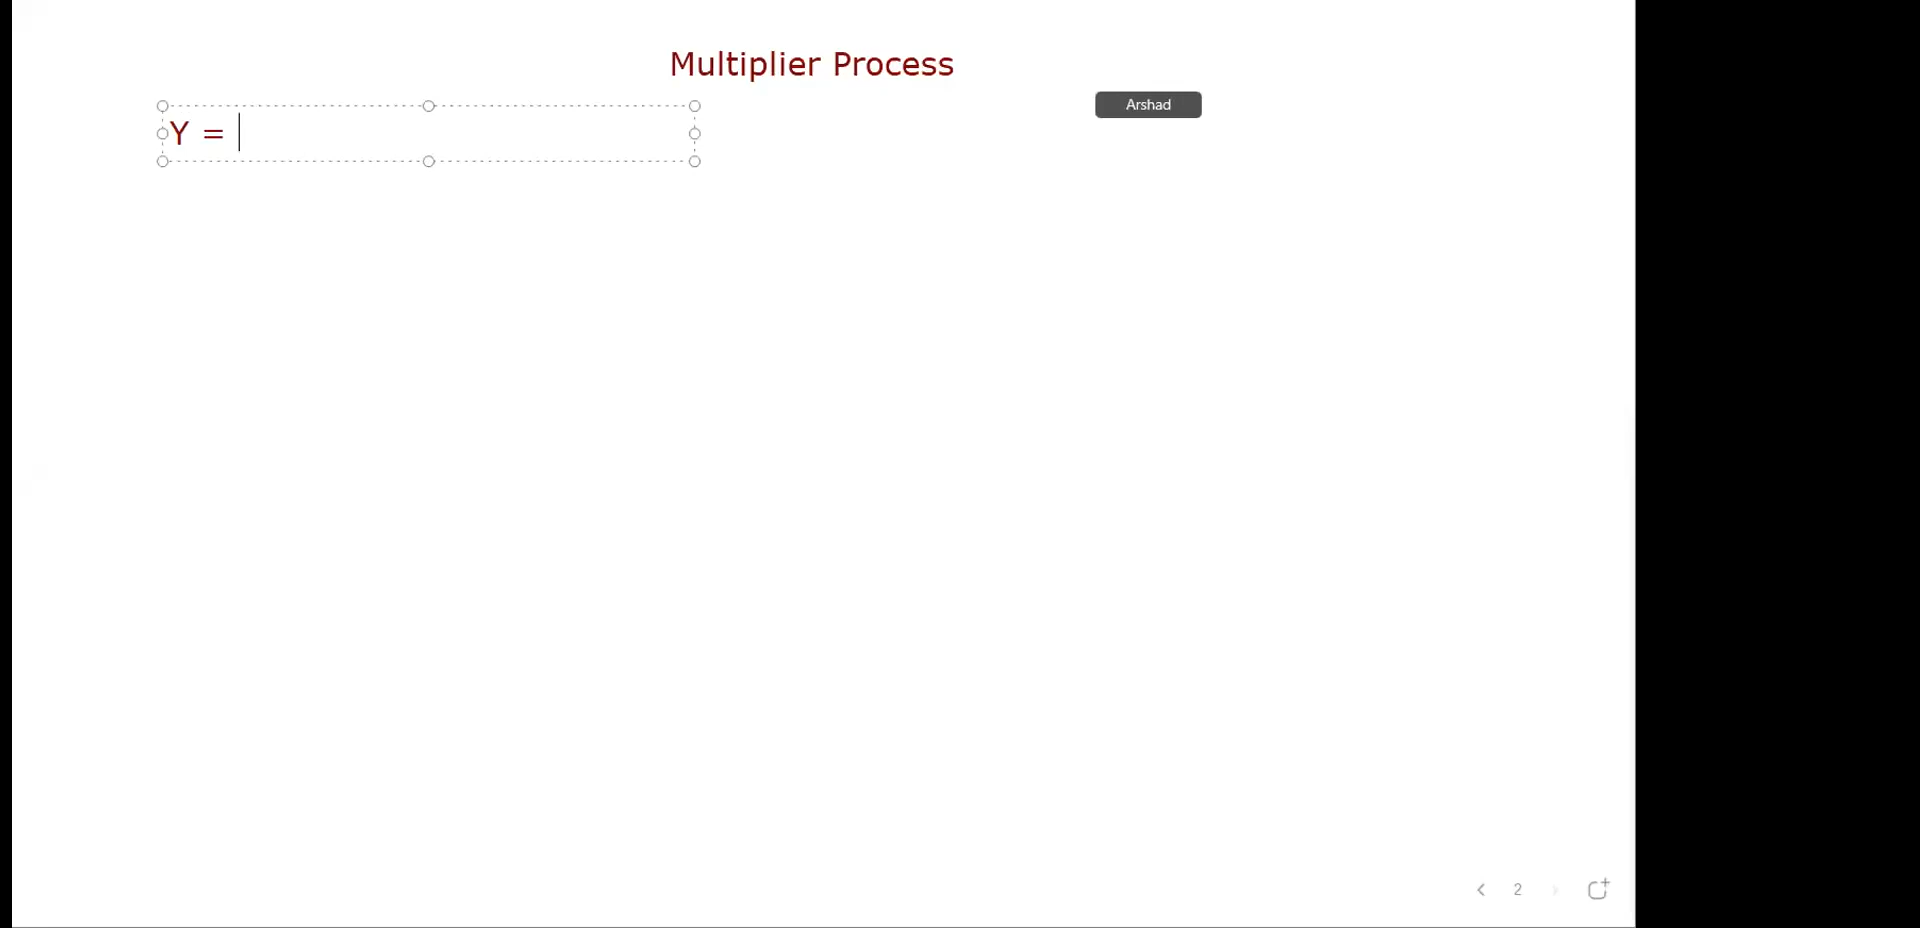 Multiplier Process
Arshad
Y =
2